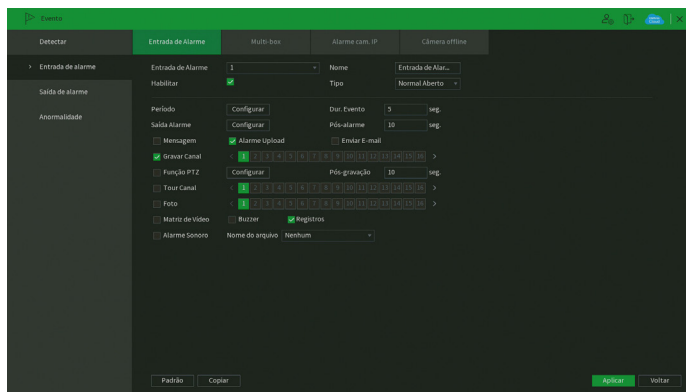 Evento
Detectar
Entrada de Alarme Multi-box Alarme cam. IP Câmera offline
> Entrada de alarme
Saída de alarme
Anormalidade
Entrada de Alarme 1 Nome Entrada de Alar...
Habilitar Tipo Normal Aberto
Período Configurar Dur. Evento 5 seg.
Saída Alarme Configurar Pós-alarme 10 seg.
Mensagem Alarme Upload Enviar E-mail
Gravar Canal < 1 2 3 4 5 6 7 8 9 10 11 12 13 14 15 16 >
Função PTZ Configurar Pós-gravação 10 seg.
Tour Canal < 1 2 3 4 5 6 7 8 9 10 11 12 13 14 15 16 >
Foto < 1 2 3 4 5 6 7 8 9 10 11 12 13 14 15 16 >
Matriz de Vídeo Buzzer Registros
Alarme Sonoro Nome do arquivo Nenhum
Padrão Copiar Aplicar Voltar